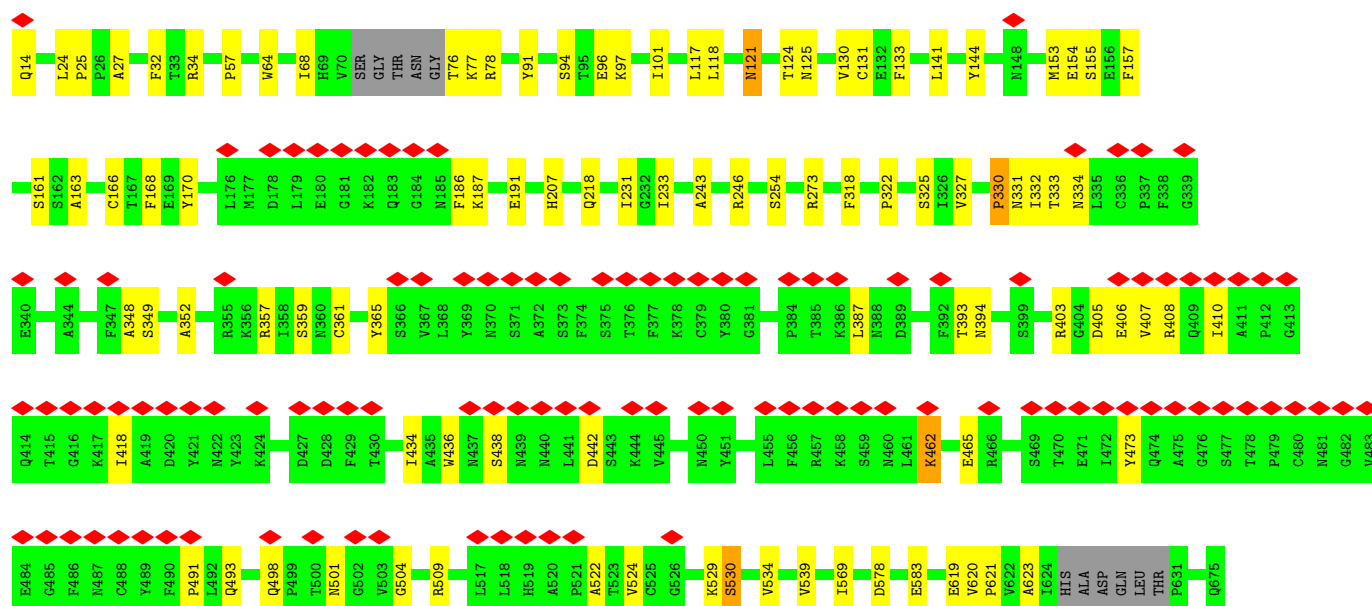 Q14 L24 P25 P26 A27 F32 T33 R34 P57 W64 I68 H69 V70 SER GLY THR ASN GLY T76 K77 R78 Y91 S94 T95 E96 K97 I101 L117 L118 N121 T124 N125 V130 C131 E132 F133 L141 Y144 N148 M153 E154 S155 E156 F157
S161 S162 A163 C166 T167 F168 E169 Y170 L176 M177 D178 L179 E180 G181 K182 Q183 G184 N185 F186 K187 E191 H207 Q218 I231 G232 I233 A243 R246 S254 R273 F318 P322 S325 I326 V327 P330 N331 I332 T333 N334 L335 C336 P337 F338 G339
E340 A344 F347 A348 S349 A352 R355 K356 R357 I358 S359 N360 C361 Y365 S366 V367 L368 Y369 N370 S371 A372 S373 F374 S375 T376 F377 K378 C379 Y380 G381 P384 T385 K386 L387 N388 D389 F392 T393 N394 S399 R403 G404 D405 E406 V407 R408 Q409 I410 A411 P412 G413
Q414 T415 G416 K417 I418 A419 D420 Y421 N422 Y423 K424 D427 D428 F429 T430 I434 A435 W436 N437 S438 N439 N440 L441 D442 S443 K444 V445 N450 Y451 L455 F456 R457 K458 S459 N460 L461 K462 E465 R466 S469 T470 E471 I472 Y473 Q474 A475 G476 S477 T478 P479 C480 N481 G482 V483
E484 G485 F486 N487 C488 Y489 F490 P491 L492 Q493 Q498 P499 T500 N501 G502 V503 G504 R509 L517 L518 H519 A520 P521 A522 T523 V524 C525 G526 K529 S530 V534 V539 I569 D578 E583 E619 V620 P621 V622 A623 I624 HIS ALA ASP GLN LEU THR P631 Q675